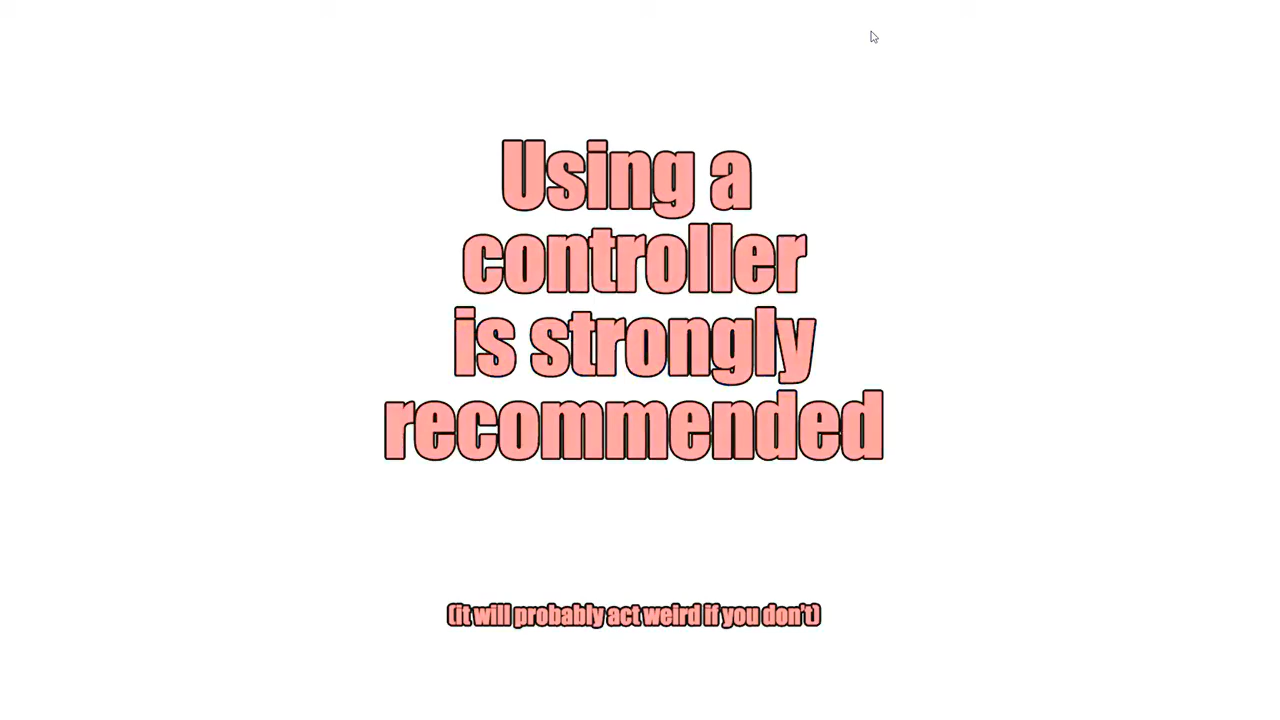 Using a
controller
is strongly
recommended
(it will probably act weird if you don't)